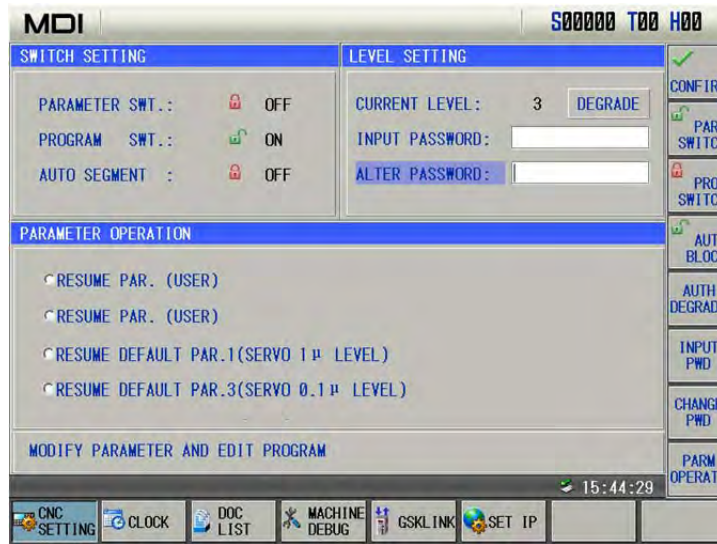 MDI
S00000 T00 H00
SWITCH SETTING
PARAMETER SWT.: OFF
PROGRAM SWT.: ON
AUTO SEGMENT : OFF
LEVEL SETTING
CURRENT LEVEL: 3 DEGRADE
INPUT PASSWORD:
ALTER PASSWORD:
PARAMETER OPERATION
RESUME PAR. (USER)
RESUME PAR. (USER)
RESUME DEFAULT PAR.1(SERVO 1μ LEVEL)
RESUME DEFAULT PAR.3(SERVO 0.1μ LEVEL)
MODIFY PARAMETER AND EDIT PROGRAM
15:44:29
CONFIR
PAR
SWITC
PRO
SWITC
AUT
BLOC
AUTH
DEGRAD
INPUT
PWD
CHANG
PWD
PARM
OPERAT
CNC
SETTING
CLOCK
DOC
LIST
MACHINE
DEBUG
GSKLINK
SET IP